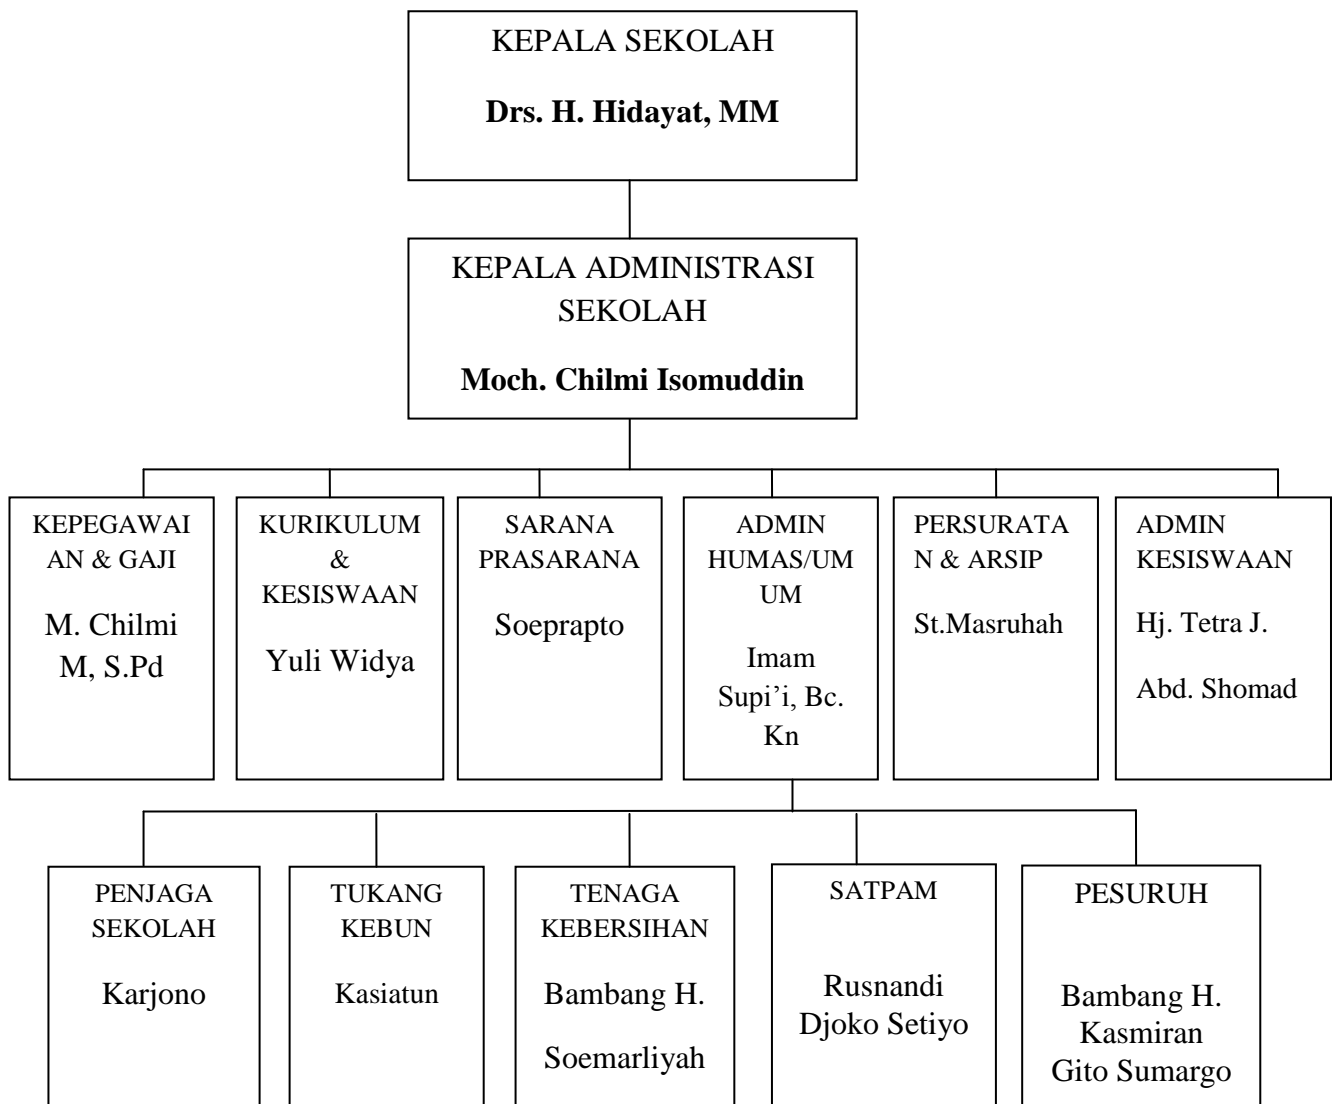 KEPALA SEKOLAH
Drs. H. Hidayat, MM
KEPALA ADMINISTRASI
SEKOLAH
Moch. Chilmi Isomuddin
KEPEGAWAI
AN & GAJI
M. Chilmi
M, S.Pd
KURIKULUM
&
KESISWAAN
Yuli Widya
SARANA
PRASARANA
Soeprapto
ADMIN
HUMAS/UM
UM
Imam
Supi’i, Bc.
Kn
PERSURATA
N & ARSIP
St.Masruhah
ADMIN
KESISWAAN
Hj. Tetra J.
Abd. Shomad
PENJAGA
SEKOLAH
Karjono
TUKANG
KEBUN
Kasiatun
TENAGA
KEBERSIHAN
Bambang H.
Soemarliyah
SATPAM
Rusnandi
Djoko Setiyo
PESURUH
Bambang H.
Kasmiran
Gito Sumargo